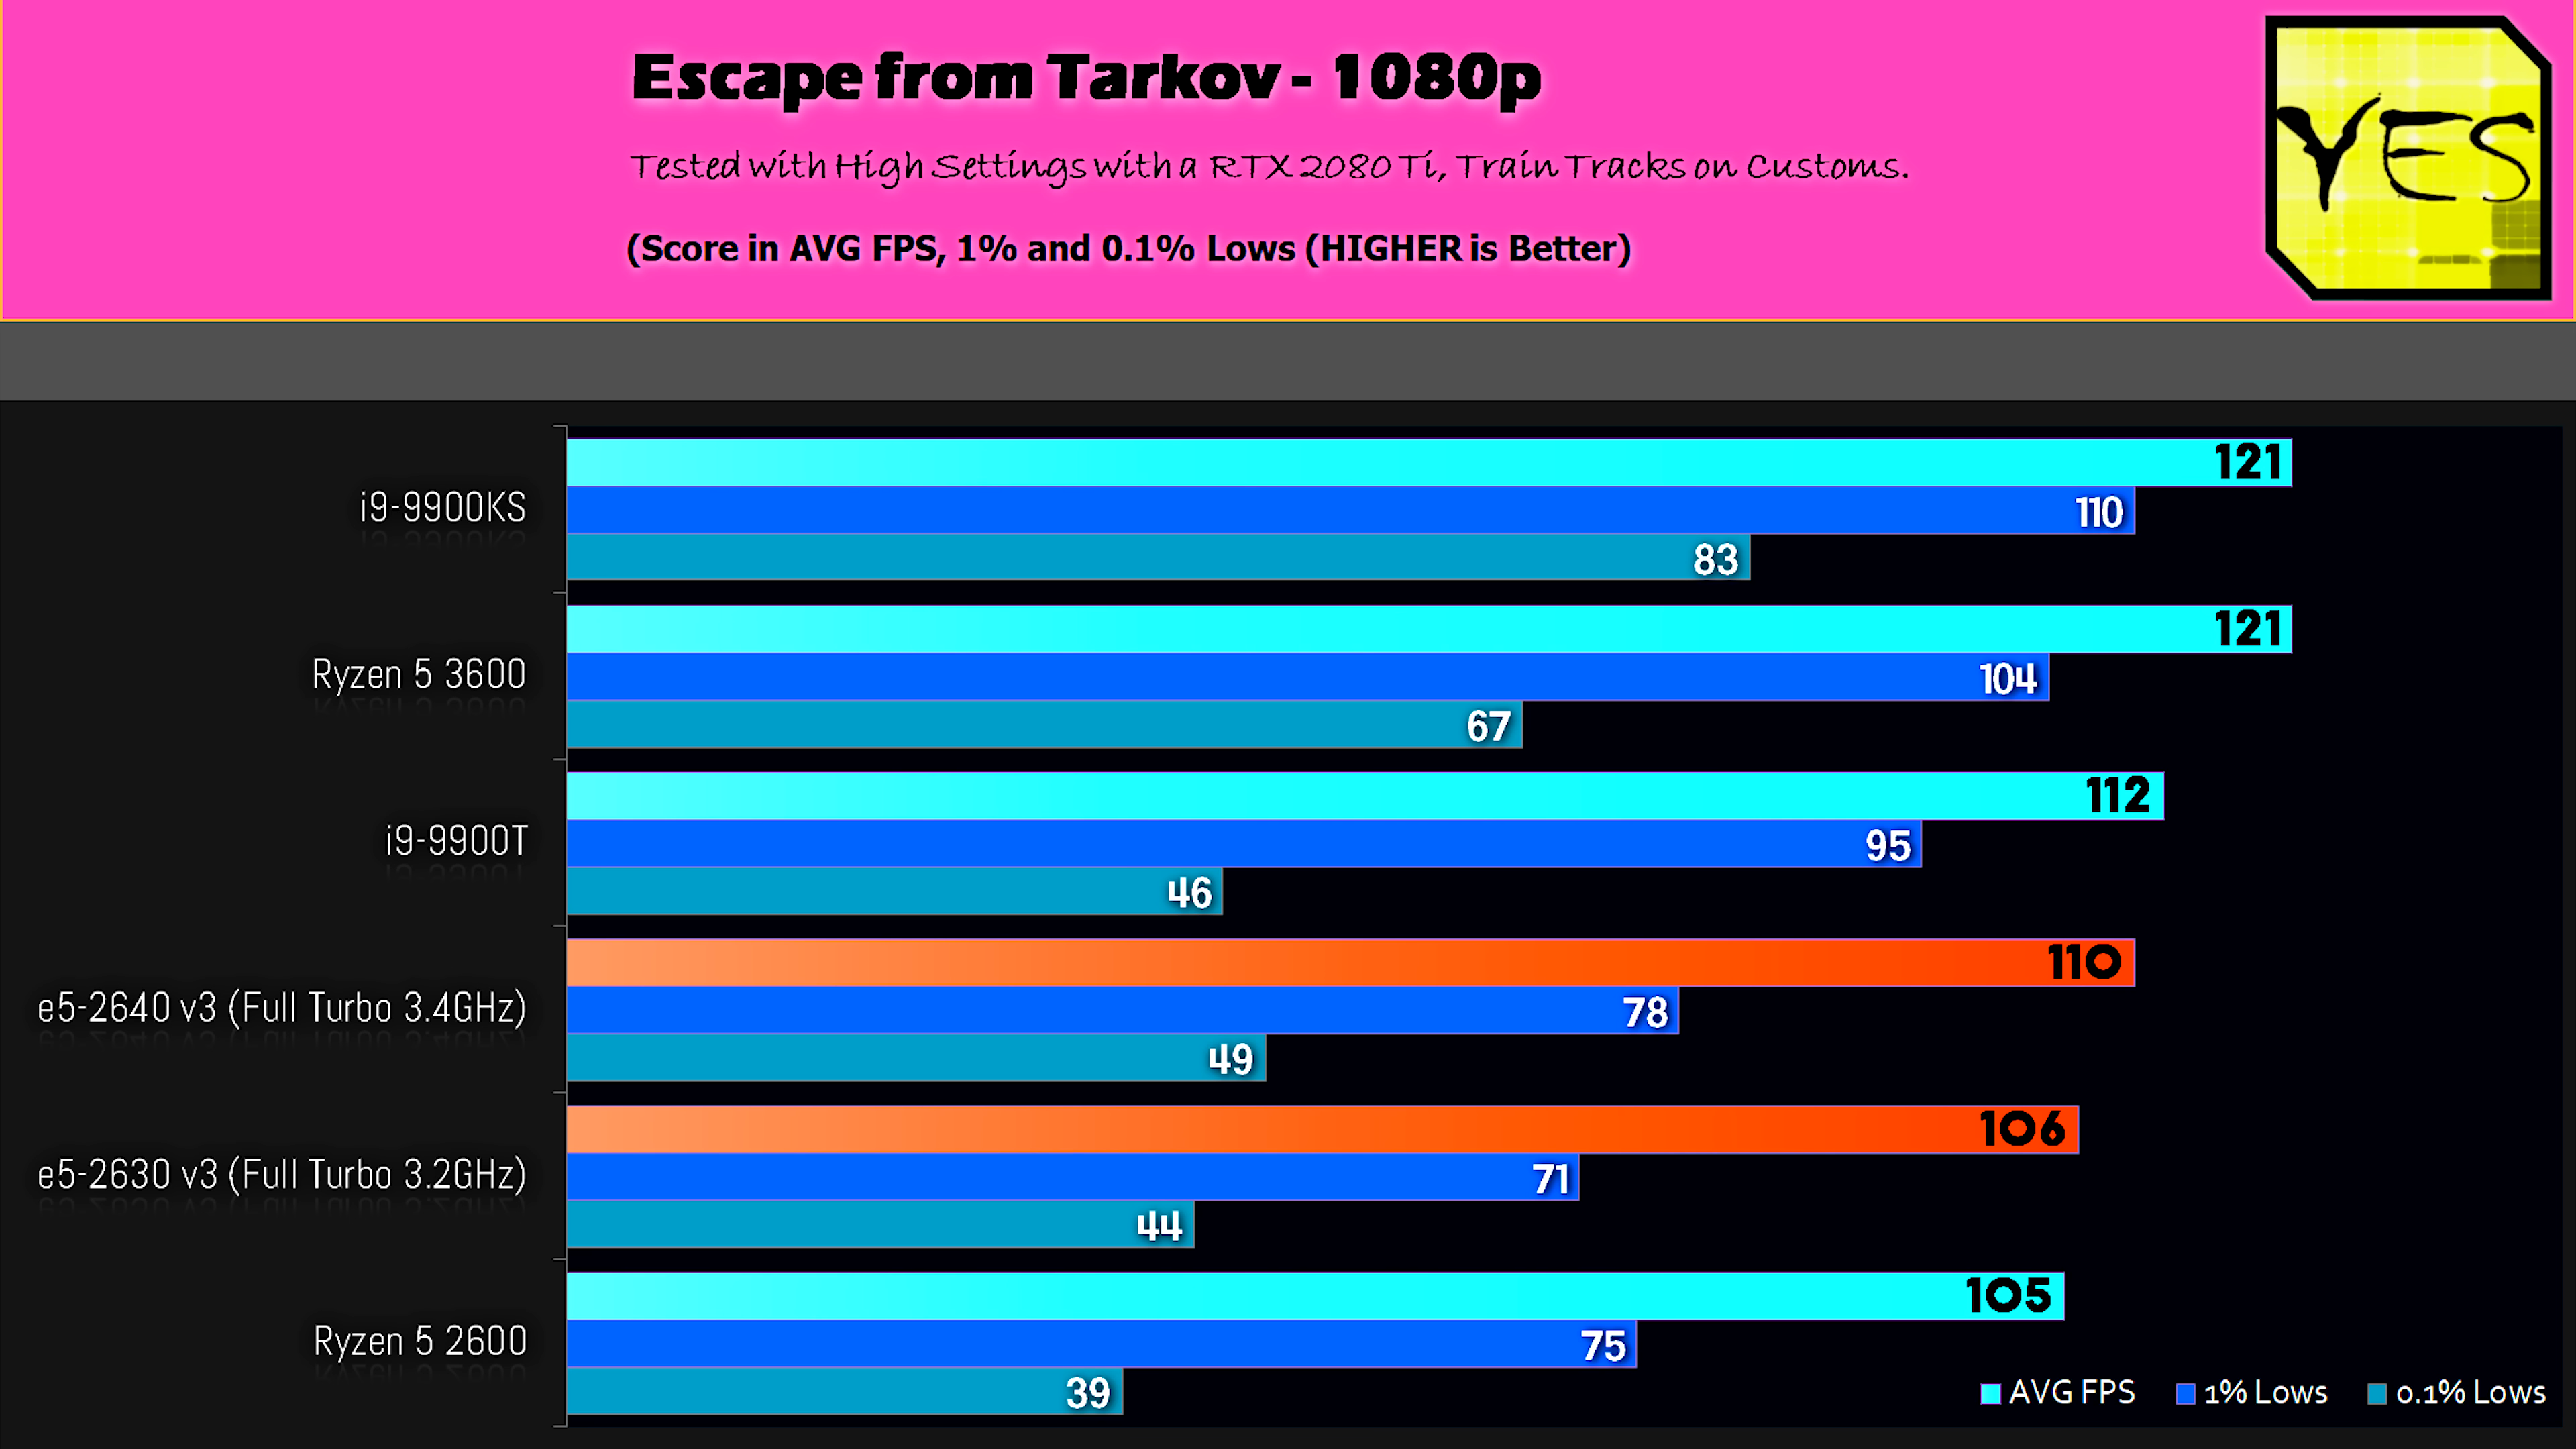 Escape from Tarkov - 1080p
Tested with High Settings with a RTX 2080 Ti, Train Tracks on Customs.
(Score in AVG FPS, 1% and 0.1% Lows (HIGHER is Better)
YES
i9-9900KS
121
110
83
Ryzen 5 3600
121
104
67
i9-9900T
112
95
46
e5-2640 v3 (Full Turbo 3.4GHz)
110
78
49
e5-2630 v3 (Full Turbo 3.2GHz)
106
71
44
Ryzen 5 2600
105
75
39
AVG FPS 1% Lows 0.1% Lows